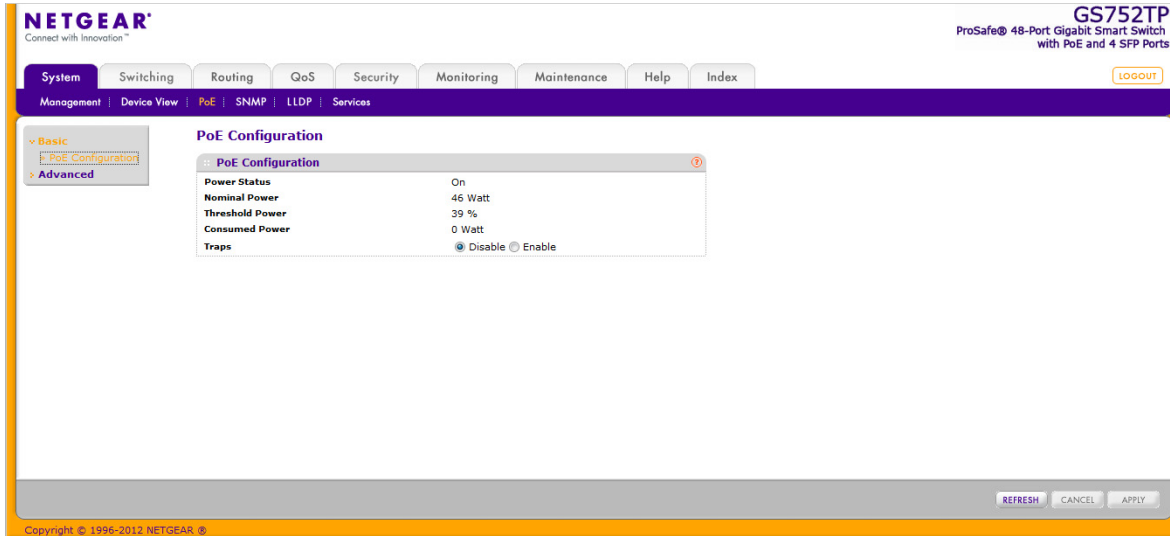 NETGEAR®
Connect with Innovation™
GS752TP
ProSafe® 48-Port Gigabit Smart Switch
with PoE and 4 SFP Ports
System Switching Routing QoS Security Monitoring Maintenance Help Index LOGOUT
Management Device View PoE SNMP LLDP Services
Basic
PoE Configuration
Advanced
PoE Configuration
PoE Configuration ?
Power Status On
Nominal Power 46 Watt
Threshold Power 39 %
Consumed Power 0 Watt
Traps Disable Enable
REFRESH CANCEL APPLY
Copyright © 1996-2012 NETGEAR ®